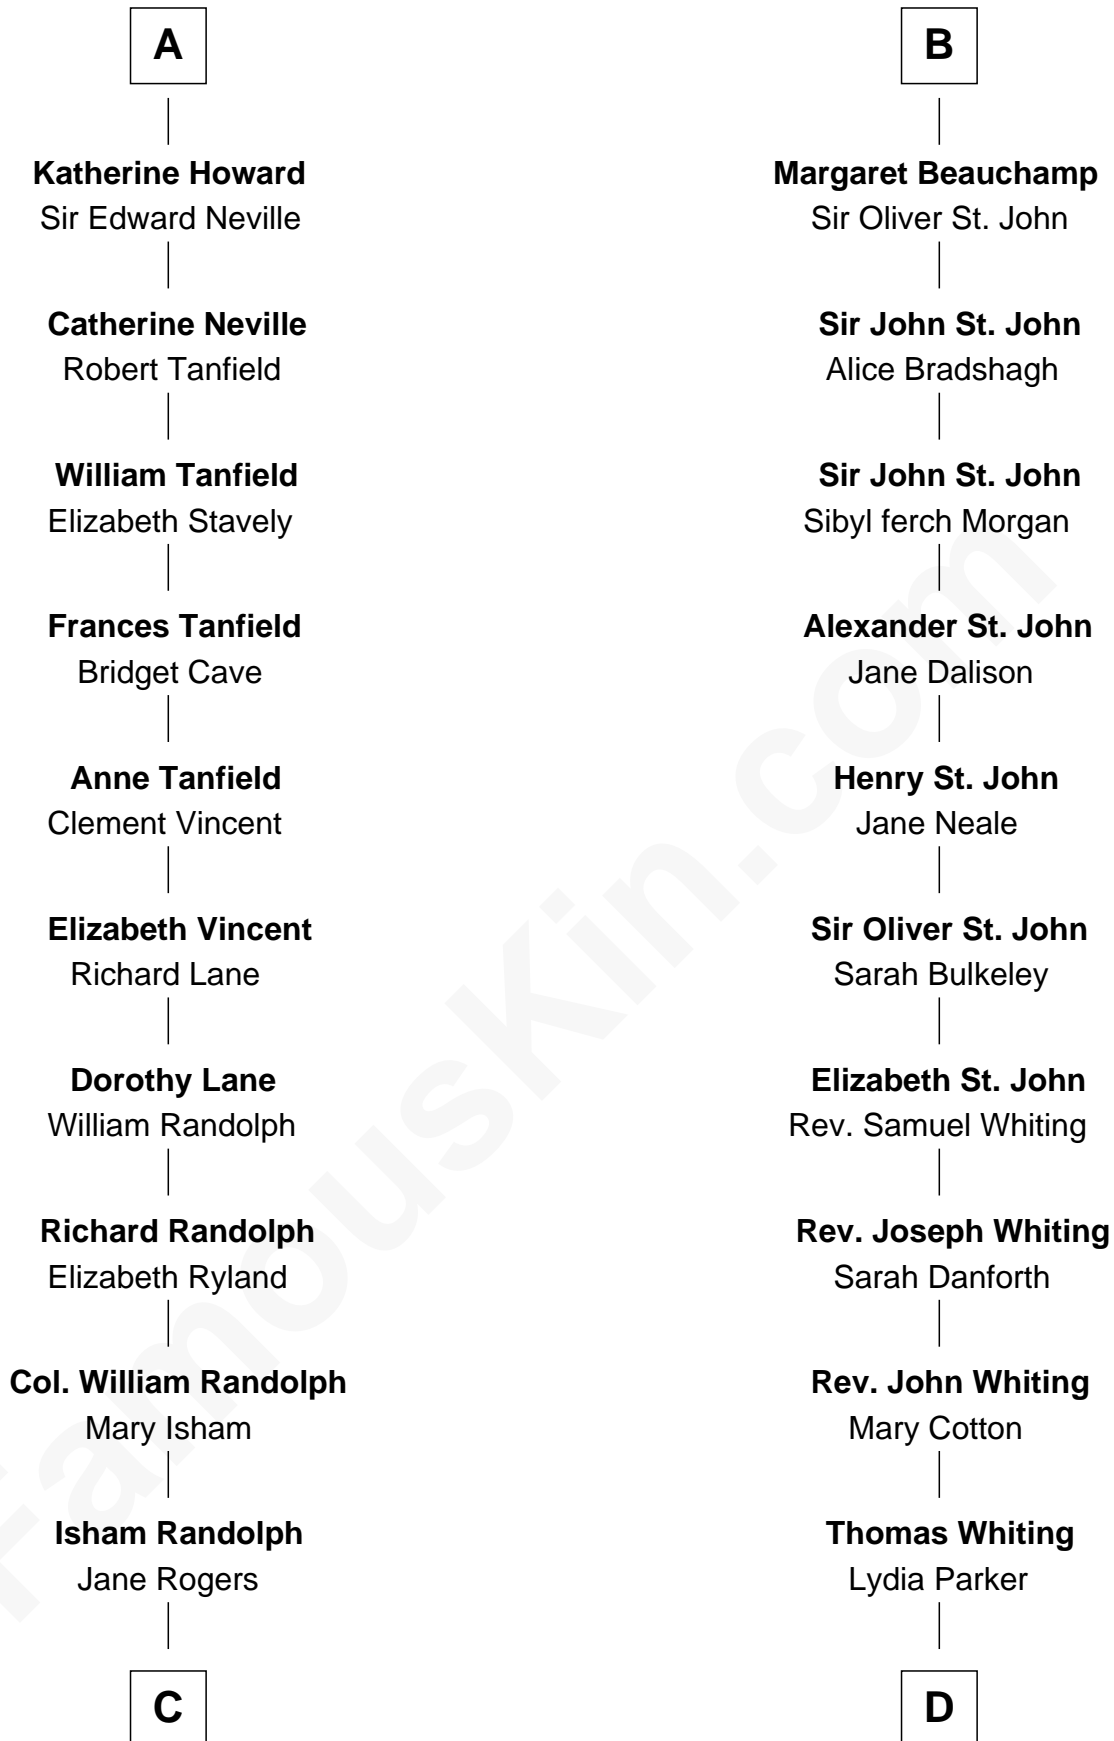 A
Katherine Howard
Sir Edward Neville
Catherine Neville
Robert Tanfield
William Tanfield
Elizabeth Stavely
Frances Tanfield
Bridget Cave
Anne Tanfield
Clement Vincent
Elizabeth Vincent
Richard Lane
Dorothy Lane
William Randolph
Richard Randolph
Elizabeth Ryland
Col. William Randolph
Mary Isham
Isham Randolph
Jane Rogers
C
B
Margaret Beauchamp
Sir Oliver St. John
Sir John St. John
Alice Bradshagh
Sir John St. John
Sibyl ferch Morgan
Alexander St. John
Jane Dalison
Henry St. John
Jane Neale
Sir Oliver St. John
Sarah Bulkeley
Elizabeth St. John
Rev. Samuel Whiting
Rev. Joseph Whiting
Sarah Danforth
Rev. John Whiting
Mary Cotton
Thomas Whiting
Lydia Parker
D
FamousKin.com